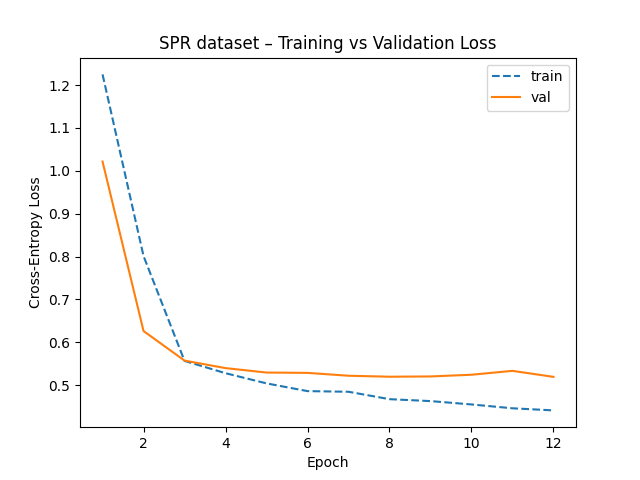 SPR dataset – Training vs Validation Loss
train
val
Cross-Entropy Loss
1.2
1.1
1.0
0.9
0.8
0.7
0.6
0.5
2 4 6 8 10 12
Epoch